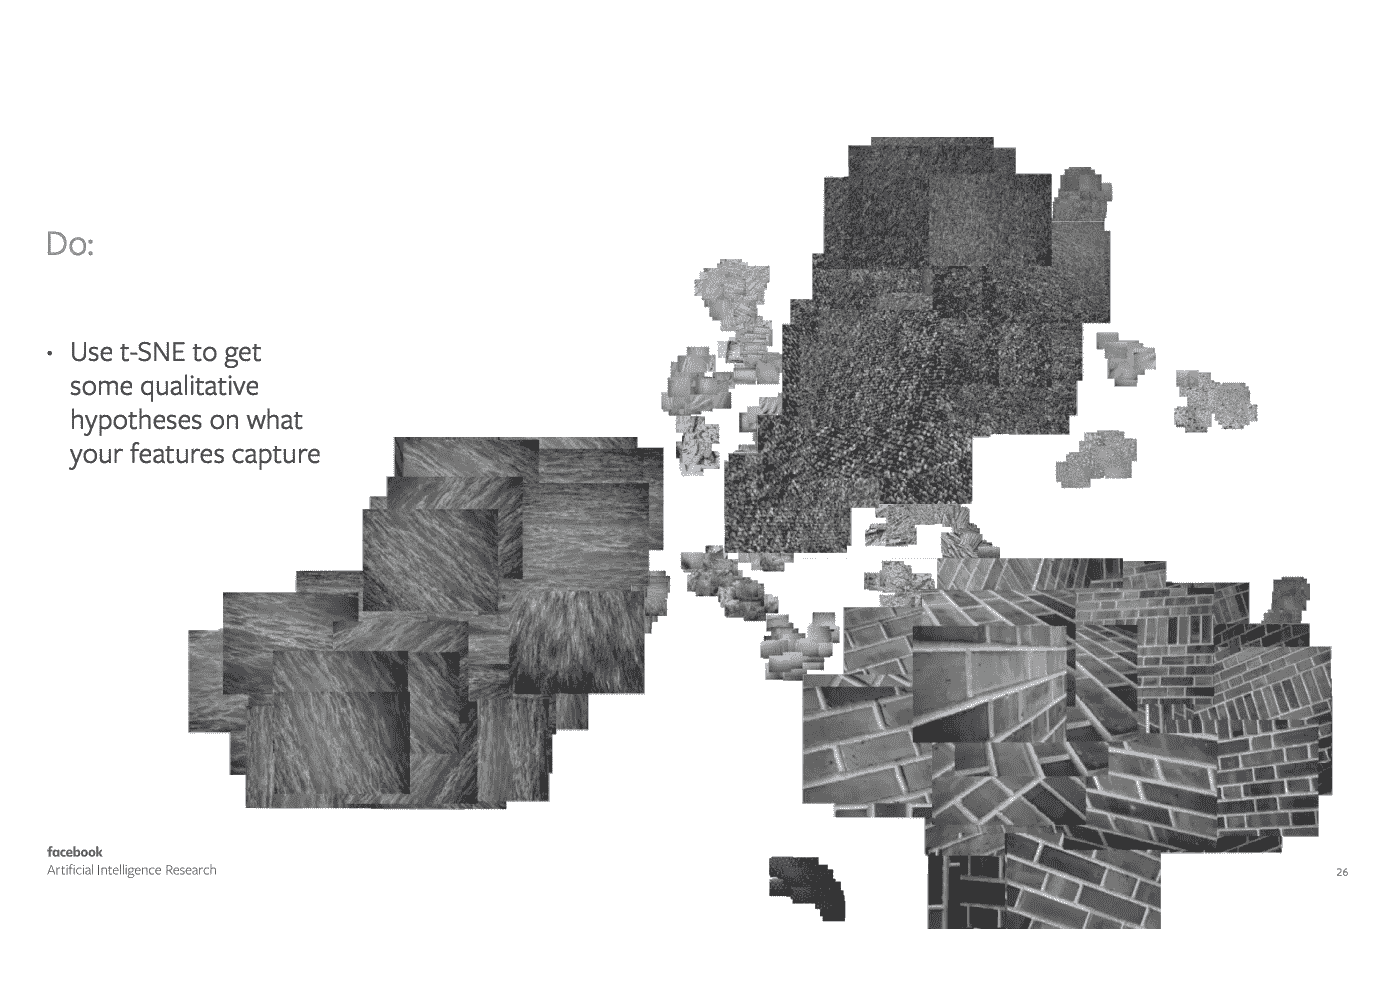 Do:
• Use t-SNE to get
some qualitative
hypotheses on what
your features capture
facebook
Artificial Intelligence Research
26